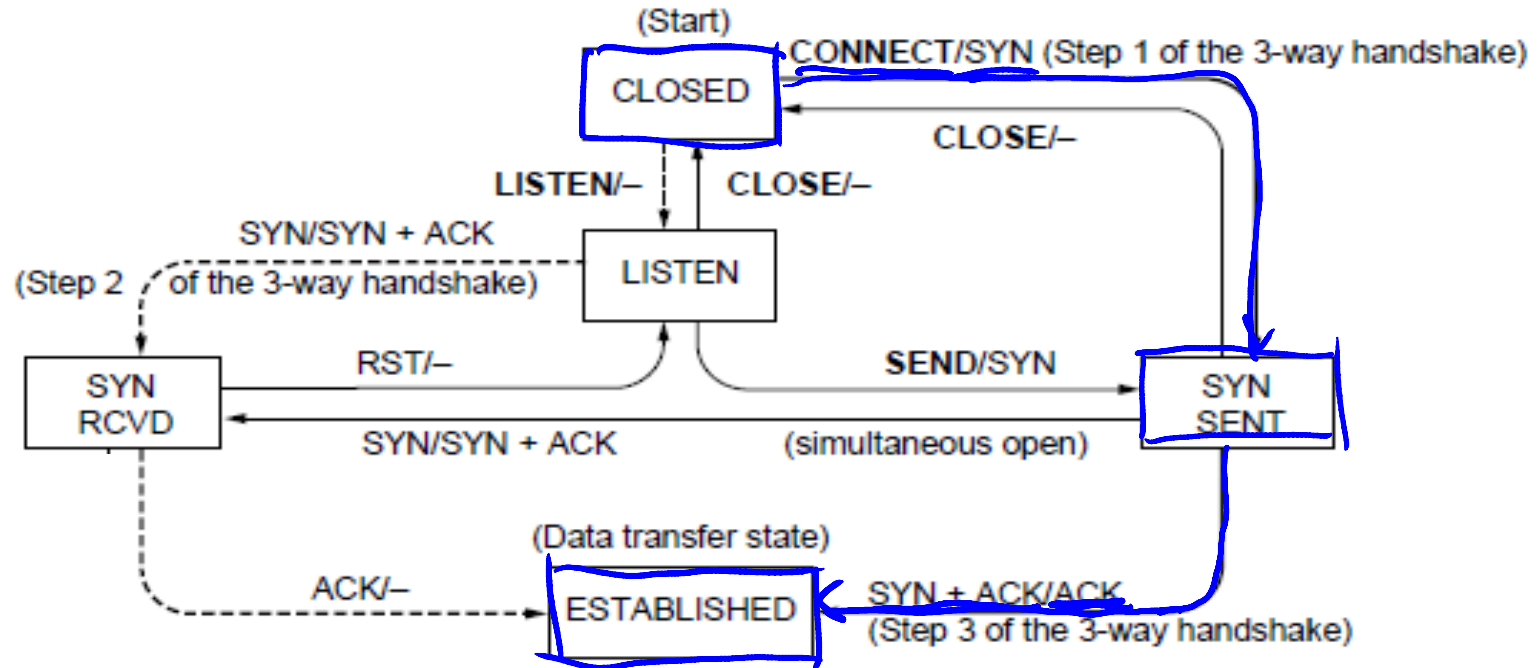 (Start)
CONNECT/SYN (Step 1 of the 3-way handshake)
CLOSED
CLOSE/–
LISTEN/–
CLOSE/–
SYN/SYN + ACK
(Step 2 of the 3-way handshake)
LISTEN
RST/–
SEND/SYN
SYN
RCVD
SYN
SENT
SYN/SYN + ACK
(simultaneous open)
(Data transfer state)
ACK/–
ESTABLISHED
SYN + ACK/ACK
(Step 3 of the 3-way handshake)